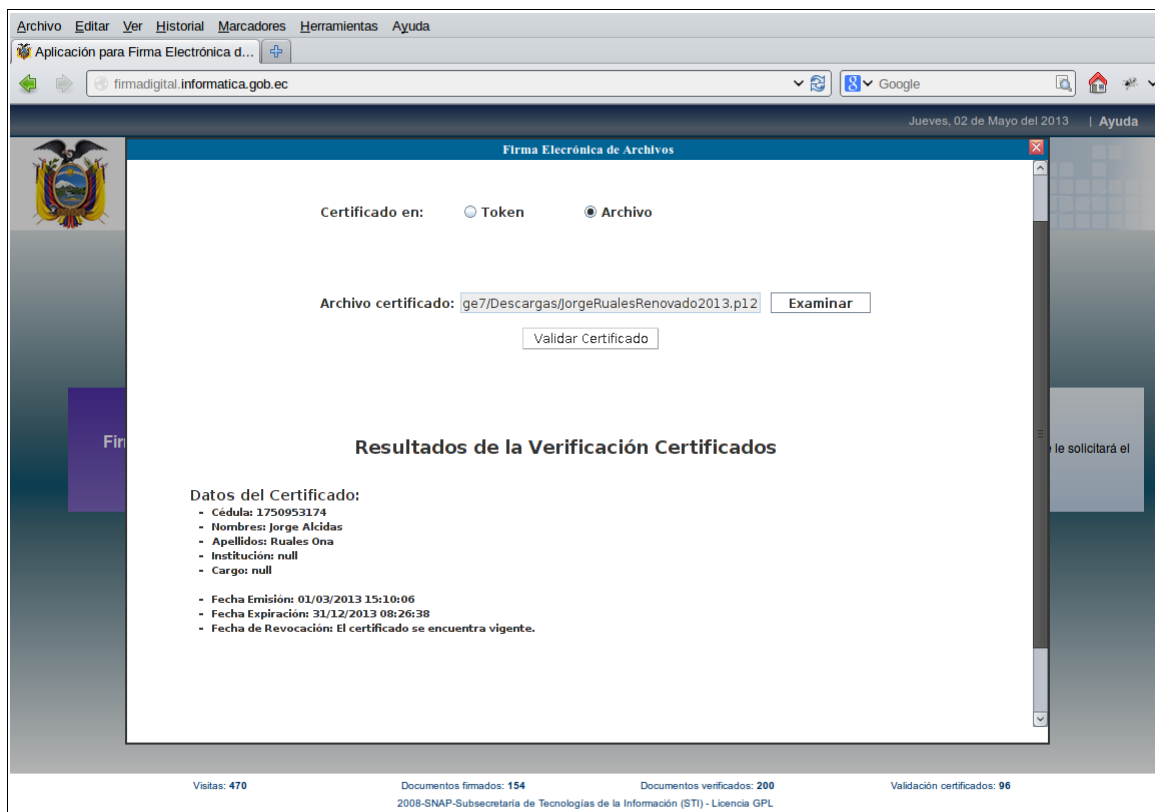 Archivo Editar Ver Historial Marcadores Herramientas Ayuda
Aplicación para Firma Electrónica d...
firmadigital.informatica.gob.ec
Google
Jueves, 02 de Mayo del 2013 | Ayuda
Firma Elecrónica de Archivos
Certificado en: Token Archivo
Archivo certificado: ge7/Descargas/JorgeRualesRenovado2013.p12 Examinar
Validar Certificado
Resultados de la Verificación Certificados
Fir
le solicitará el
Datos del Certificado:
- Cédula: 1750953174
- Nombres: Jorge Alcidas
- Apellidos: Ruales Ona
- Institución: null
- Cargo: null
- Fecha Emisión: 01/03/2013 15:10:06
- Fecha Expiración: 31/12/2013 08:26:38
- Fecha de Revocación: El certificado se encuentra vigente.
Visitas: 470 Documentos firmados: 154 Documentos verificados: 200 Validación certificados: 96
2008-SNAP-Subsecretaría de Tecnologías de la Información (STI) - Licencia GPL